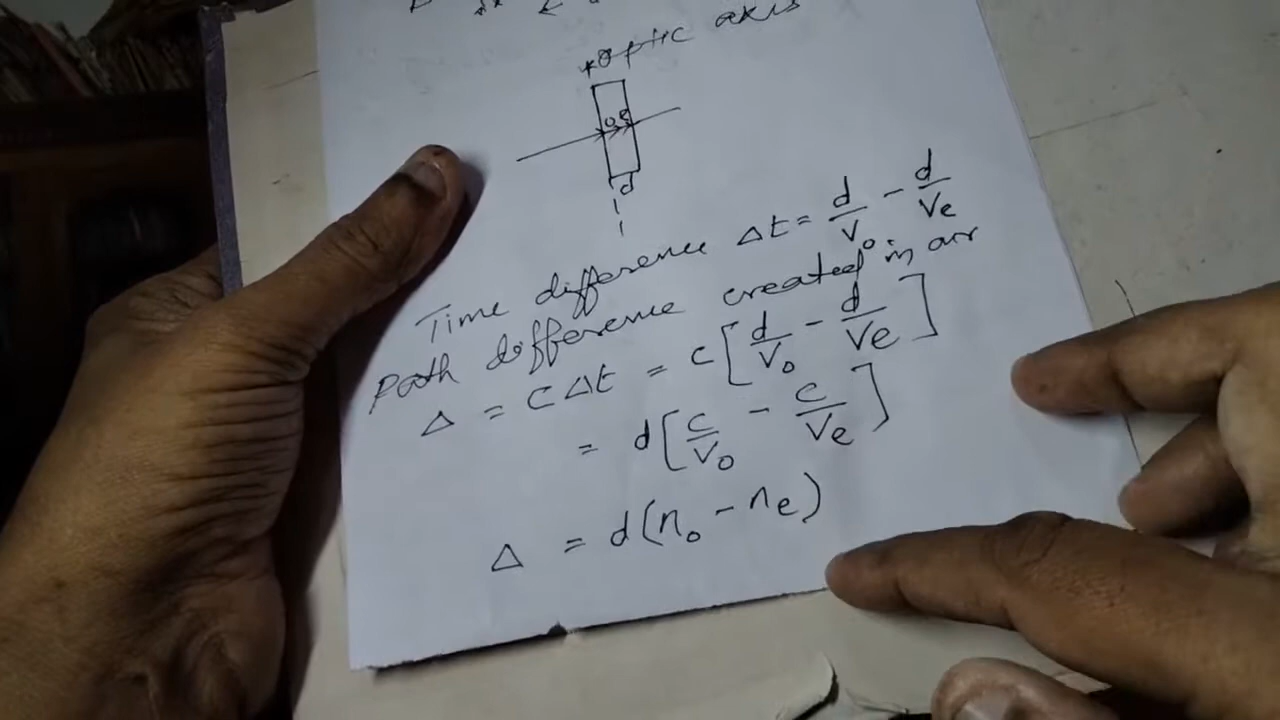 Optic axis
o e
d
Time difference Δt = d/V₀ - d/Ve
Path difference created in air
Δ = CΔt = c[d/V₀ - d/Ve]
= d[c/V₀ - c/Ve]
Δ = d(n₀ - ne)